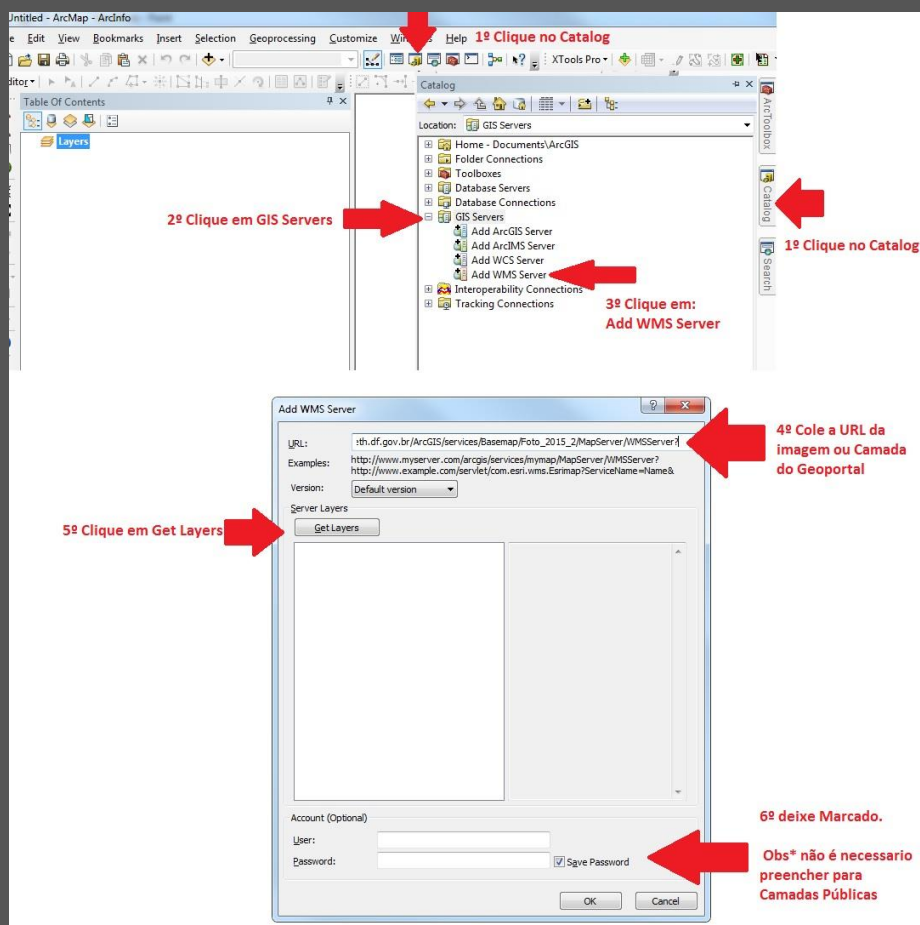 Untitled - ArcMap - ArcInfo
Edit View Bookmarks Insert Selection Geoprocessing Customize Help
1º Clique no Catalog
XTools Pro
Table Of Contents
Layers
Catalog
Location: GIS Servers
Home - Documents\ArcGIS
Folder Connections
Toolboxes
Database Servers
Database Connections
GIS Servers
Add ArcGIS Server
Add ArcIMS Server
Add WCS Server
Add WMS Server
Interoperability Connections
Tracking Connections
ArcToolbox
Catalog
Search
2º Clique em GIS Servers
1º Clique no Catalog
3º Clique em:
Add WMS Server
Add WMS Server
URL: :th.df.gov.br/ArcGIS/services/Basemap/Foto_2015_2/MapServer/WMSServer?
Examples: http://www.myserver.com/arcgis/services/mymap/MapServer/WMSServer?
http://www.example.com/servlet/com.esri.wms.Esrimap?ServiceName=Name&
Version: Default version
Server Layers
Get Layers
4º Cole a URL da
imagem ou Camada
do Geoportal
5º Clique em Get Layers
Account (Optional)
User:
Password:
Save Password
OK Cancel
6º deixe Marcado.
Obs* não é necessario
preencher para
Camadas Públicas